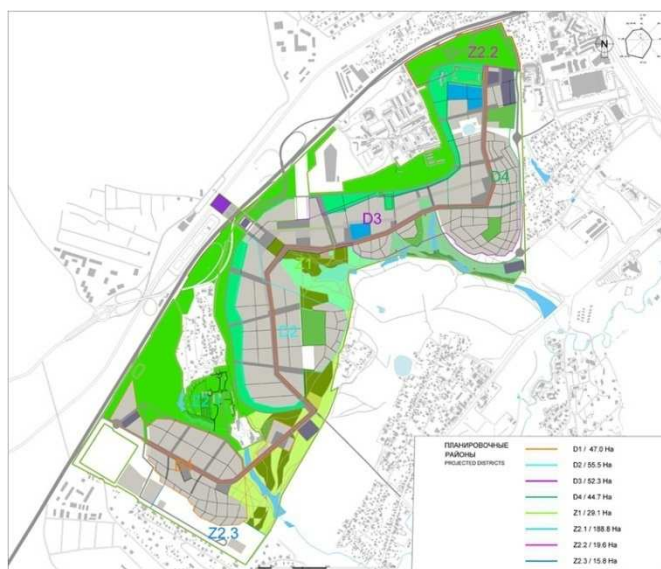 Z2.2
N
D4
D3
D2
Z2.3
ПЛАНИРОВОЧНЫЕ
РАЙОНЫ
PROJECTED DISTRICTS
D1 / 47.0 Ha
D2 / 55.5 Ha
D3 / 52.3 Ha
D4 / 44.7 Ha
Z1 / 29.1 Ha
Z2.1 / 188.8 Ha
Z2.2 / 19.6 Ha
Z2.3 / 15.8 Ha